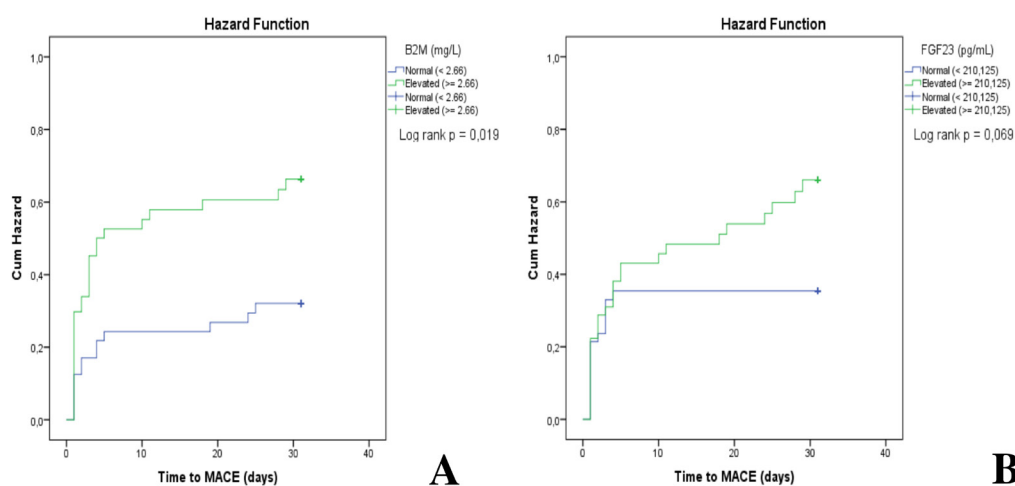 Hazard Function
B2M (mg/L)
Normal (< 2.66)
Elevated (>= 2.66)
Normal (< 2.66)
Elevated (>= 2.66)
Log rank p = 0,019
1,0
0,8
0,6
0,4
0,2
0,0
Cum Hazard
0 10 20 30 40
Time to MACE (days)
A
Hazard Function
FGF23 (pg/mL)
Normal (< 210,125)
Elevated (>= 210,125)
Normal (< 210,125)
Elevated (>= 210,125)
Log rank p = 0,069
1,0
0,8
0,6
0,4
0,2
0,0
Cum Hazard
0 10 20 30 40
Time to MACE (days)
B